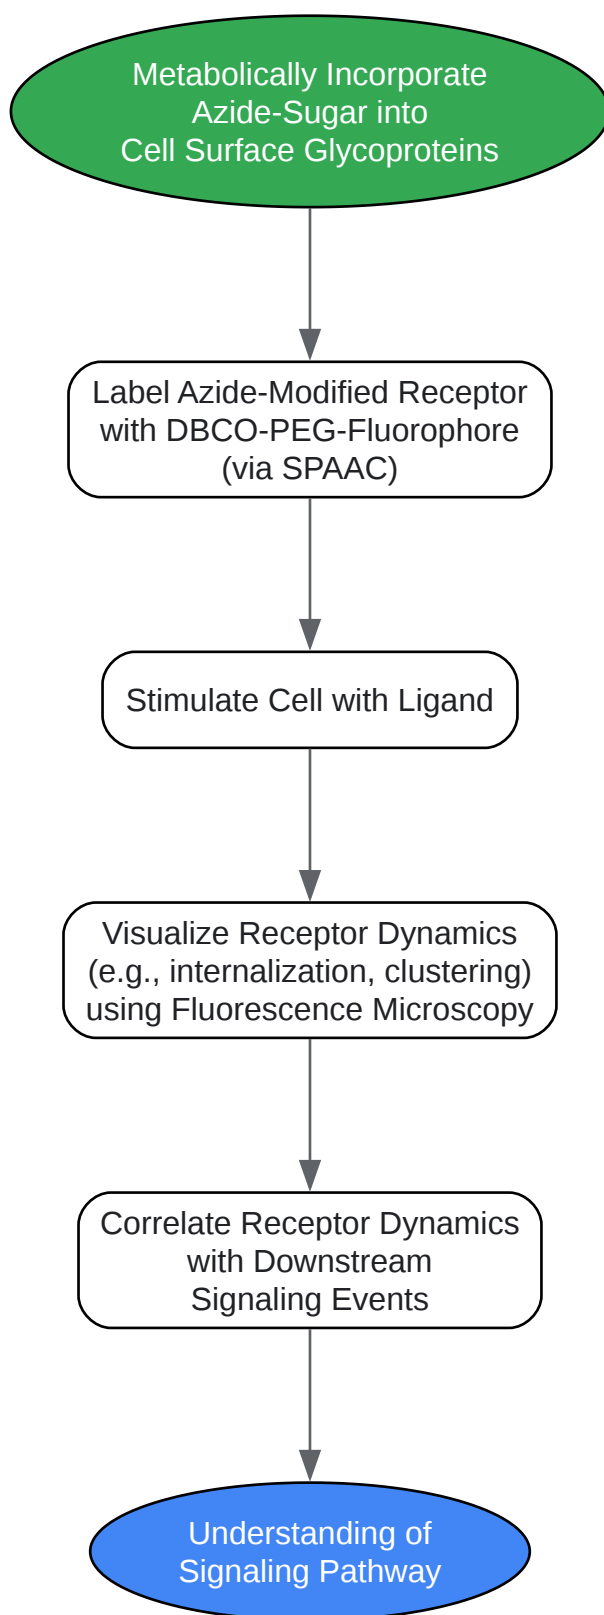 Metabolically Incorporate
Azide-Sugar into
Cell Surface Glycoproteins
Label Azide-Modified Receptor
with DBCO-PEG-Fluorophore
(via SPAAC)
Stimulate Cell with Ligand
Visualize Receptor Dynamics
(e.g., internalization, clustering)
using Fluorescence Microscopy
Correlate Receptor Dynamics
with Downstream
Signaling Events
Understanding of
Signaling Pathway